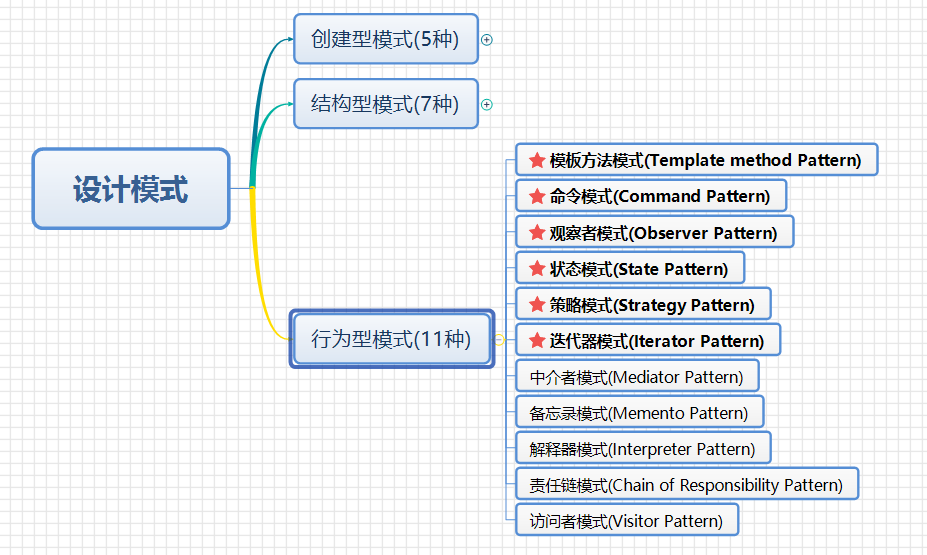 创建型模式(5种)
结构型模式(7种)
设计模式
行为型模式(11种)
模板方法模式(Template method Pattern)
命令模式(Command Pattern)
观察者模式(Observer Pattern)
状态模式(State Pattern)
策略模式(Strategy Pattern)
迭代器模式(Iterator Pattern)
中介者模式(Mediator Pattern)
备忘录模式(Memento Pattern)
解释器模式(Interpreter Pattern)
责任链模式(Chain of Responsibility Pattern)
访问者模式(Visitor Pattern)